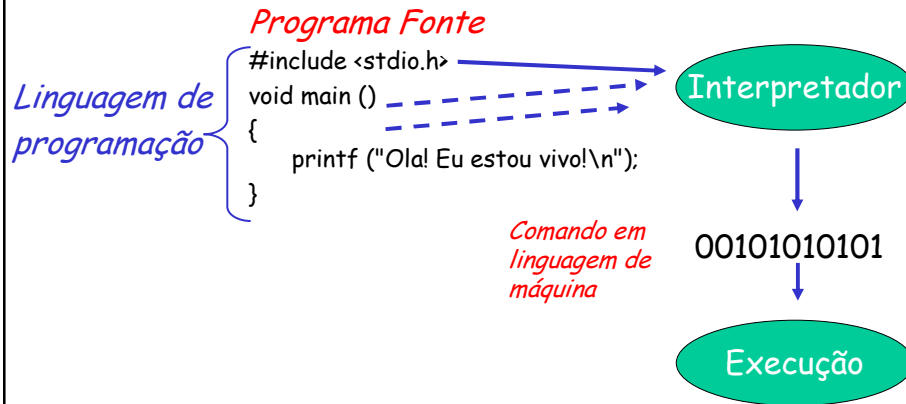 Programa Fonte
Linguagem de
programação
#include <stdio.h>
void main ()
{
printf ("Ola! Eu estou vivo!\n");
}
Interpretador
Comando em
linguagem de
máquina
00101010101
Execução